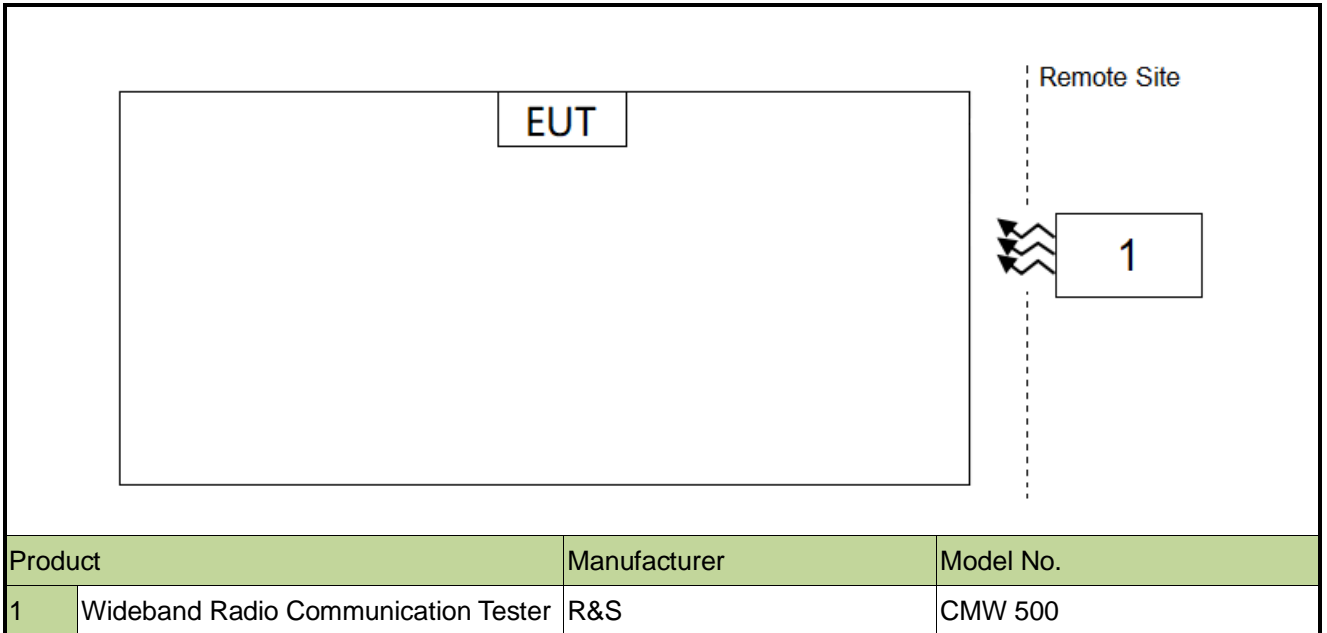 Remote Site
EUT
1
Product Manufacturer Model No.
1 Wideband Radio Communication Tester R&S CMW 500